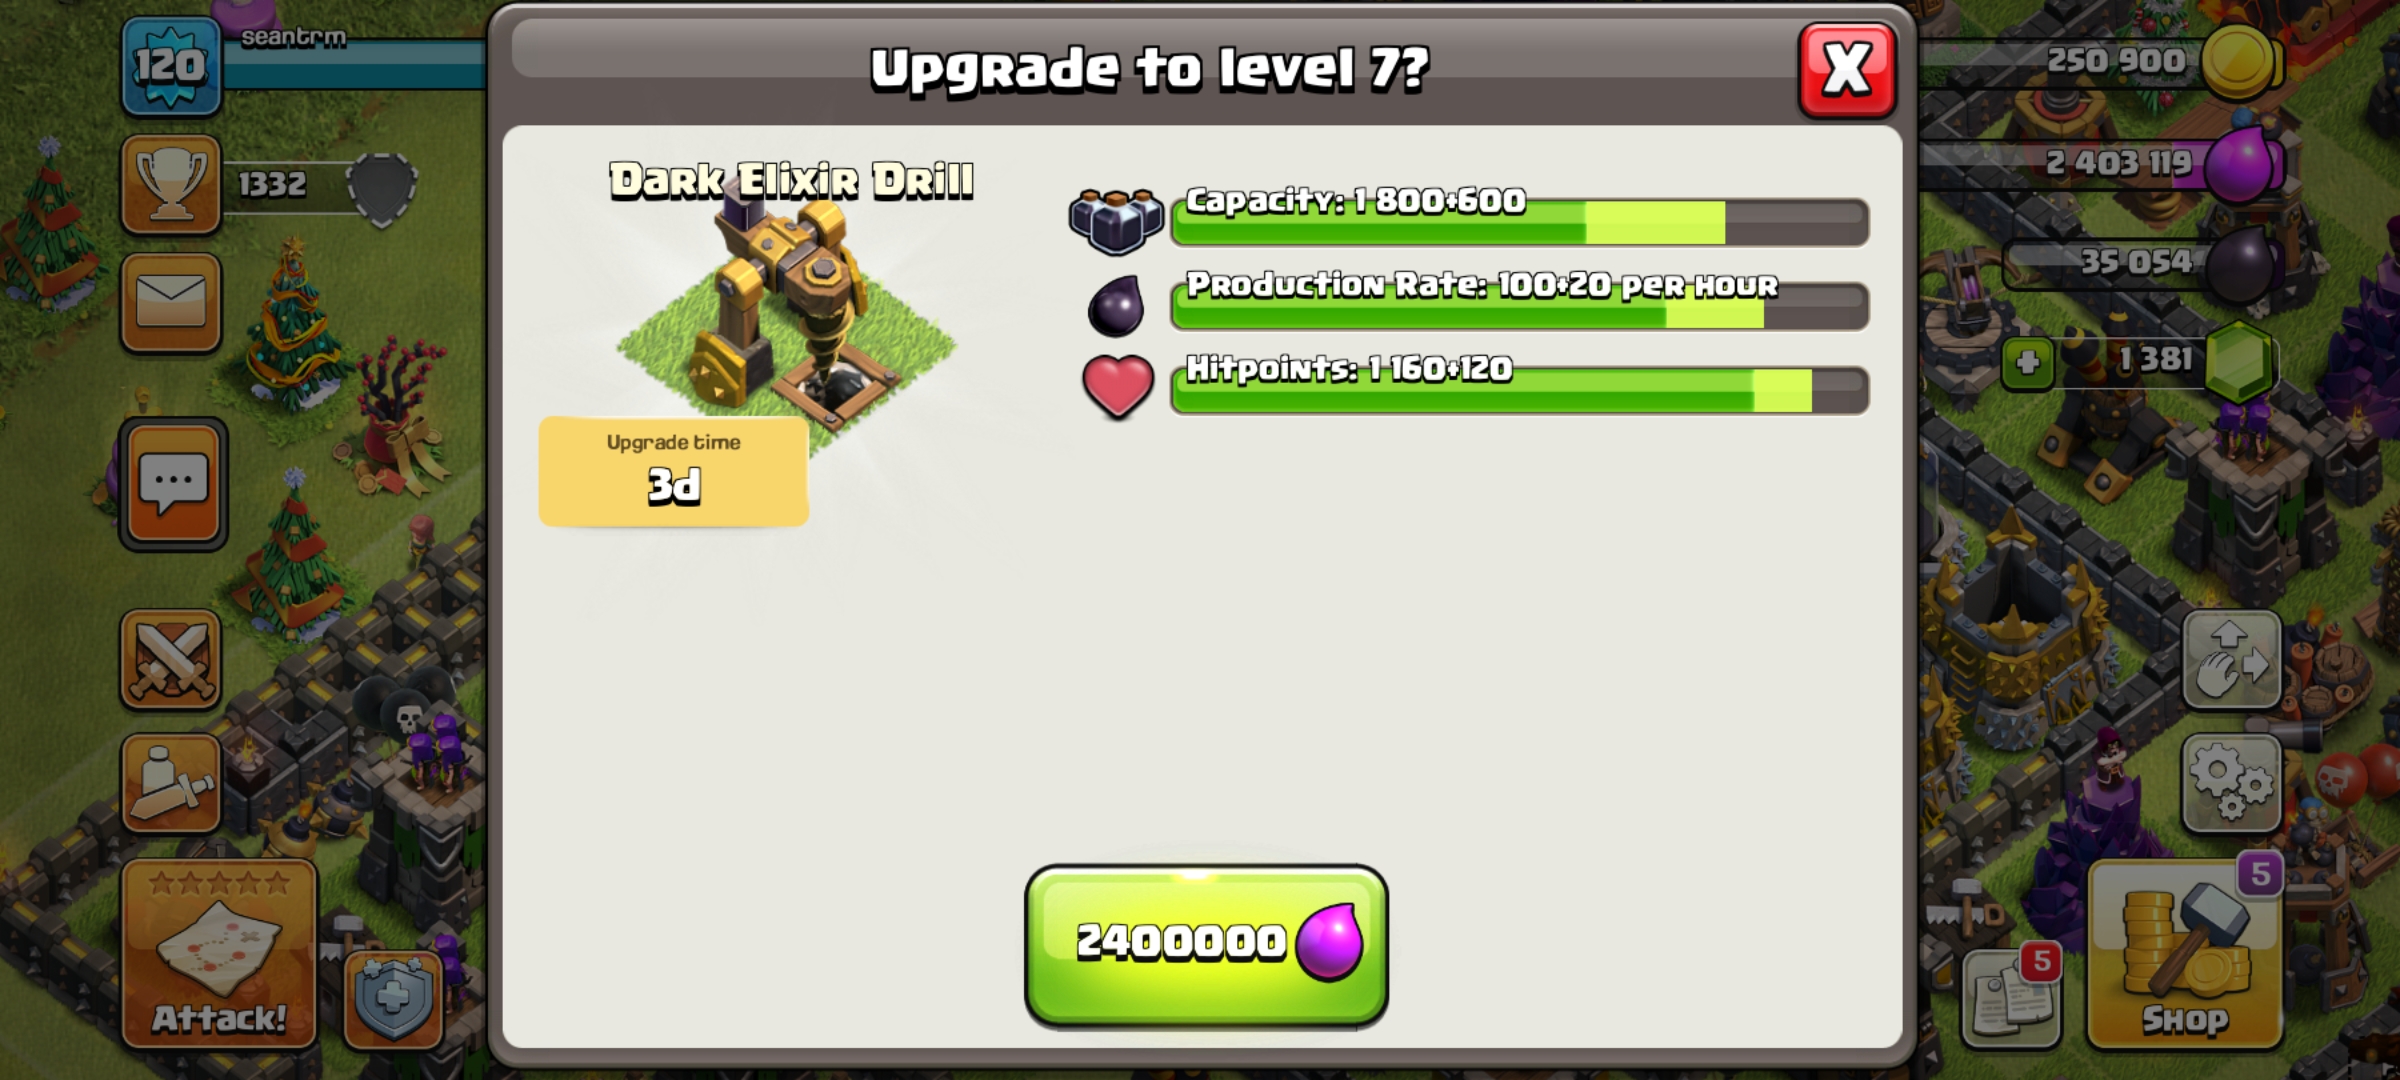 120
seantrm
Upgrade to level 7?
X
250 900
2 403 119
35 054
1 381
1332
Dark Elixir Drill
Capacity: 1 800+600
Production Rate: 100+20 per hour
Hitpoints: 1 160+120
Upgrade time
3d
2400000
Attack!
5
5
Shop